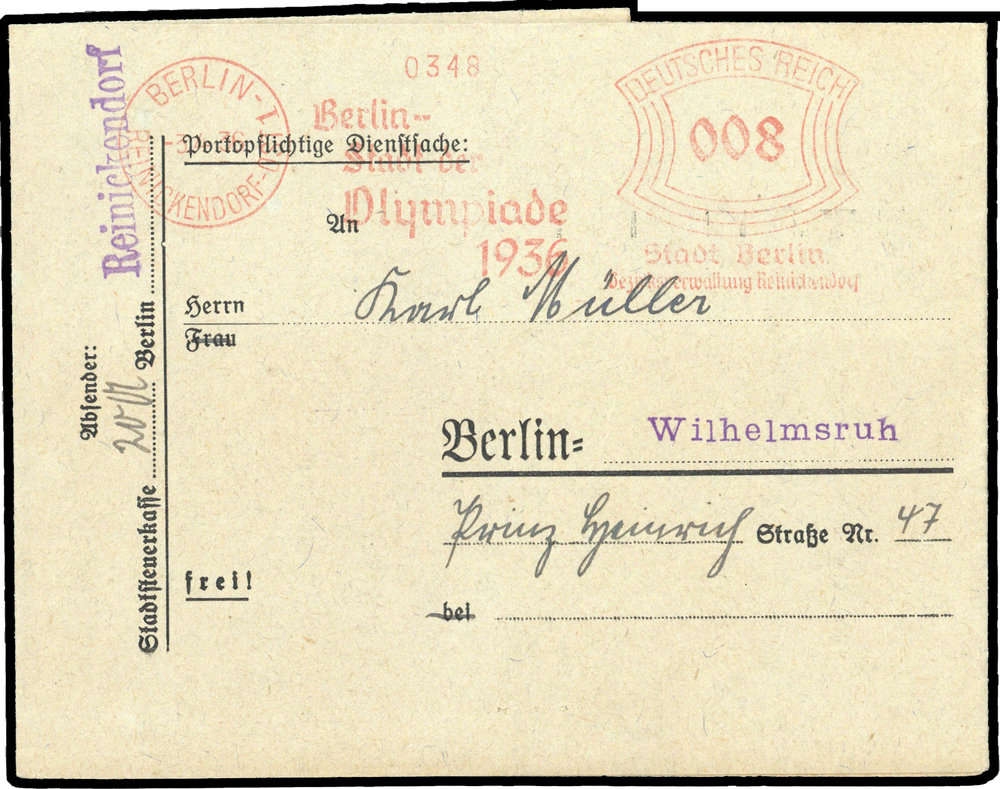 0348
DEUTSCHES REICH
BERLIN-
REINICKENDORF-
Berlin-
008
Portopflichtige Dienstsache:
Stadt der
Olympiade
1936
Stadt Berlin
Bezirksverwaltung Reinickendorf
An
Herrn Karl Müller
Frau
Berlin= Wilhelmsruh
Prinz Heinrich Straße Nr. 47
frei!
bei
Absender:
Stadtsteuerkasse Berlin Reinickendorf